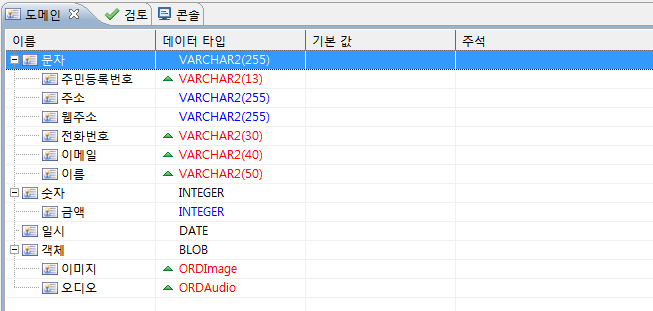 도메인 검토 콘솔
이름 데이터 타입 기본 값 주석
문자 VARCHAR2(255)
주민등록번호 VARCHAR2(13)
주소 VARCHAR2(255)
웹주소 VARCHAR2(255)
전화번호 VARCHAR2(30)
이메일 VARCHAR2(40)
이름 VARCHAR2(50)
숫자 INTEGER
금액 INTEGER
일시 DATE
객체 BLOB
이미지 ORDImage
오디오 ORDAudio